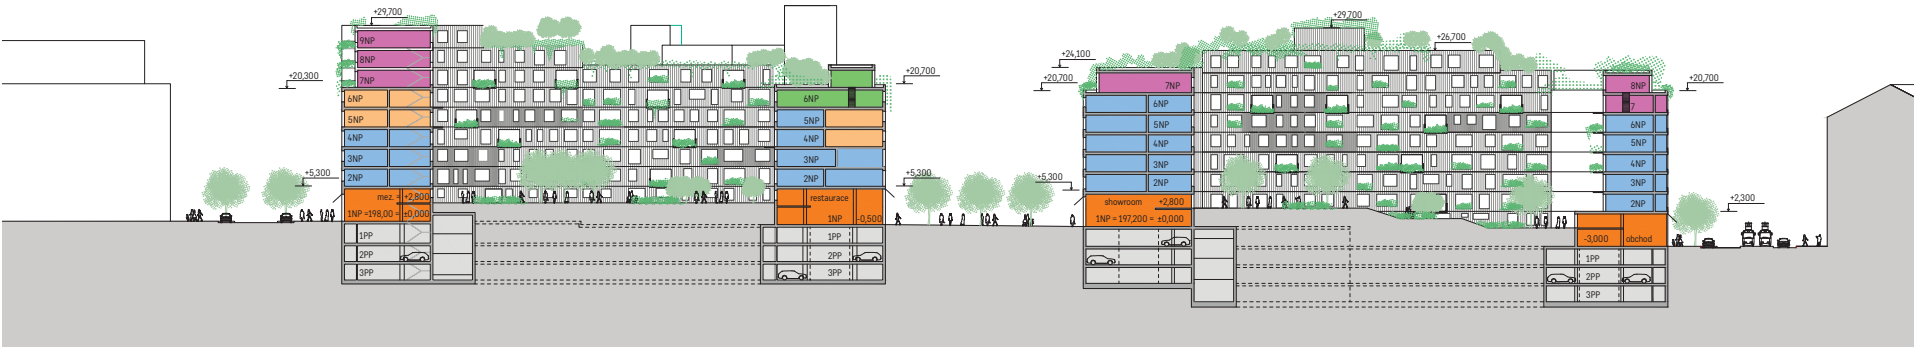 +29,700
9NP
8NP
7NP
+20,300
6NP
5NP
4NP
3NP
2NP
+5,300
mez. = +2,800
1NP =198,00 = ±0,000
1PP
2PP
3PP
+20,700
6NP
5NP
4NP
3NP
2NP
+5,300
restaurace
1NP -0,500
1PP
2PP
3PP
+24,100
+20,700
7NP
6NP
5NP
4NP
3NP
2NP
+5,300
showroom +2,800
1NP = 197,200 = ±0,000
+29,700
+26,700
+20,700
8NP
7
6NP
5NP
4NP
3NP
2NP
+2,300
-3,000 obchod
1PP
2PP
3PP